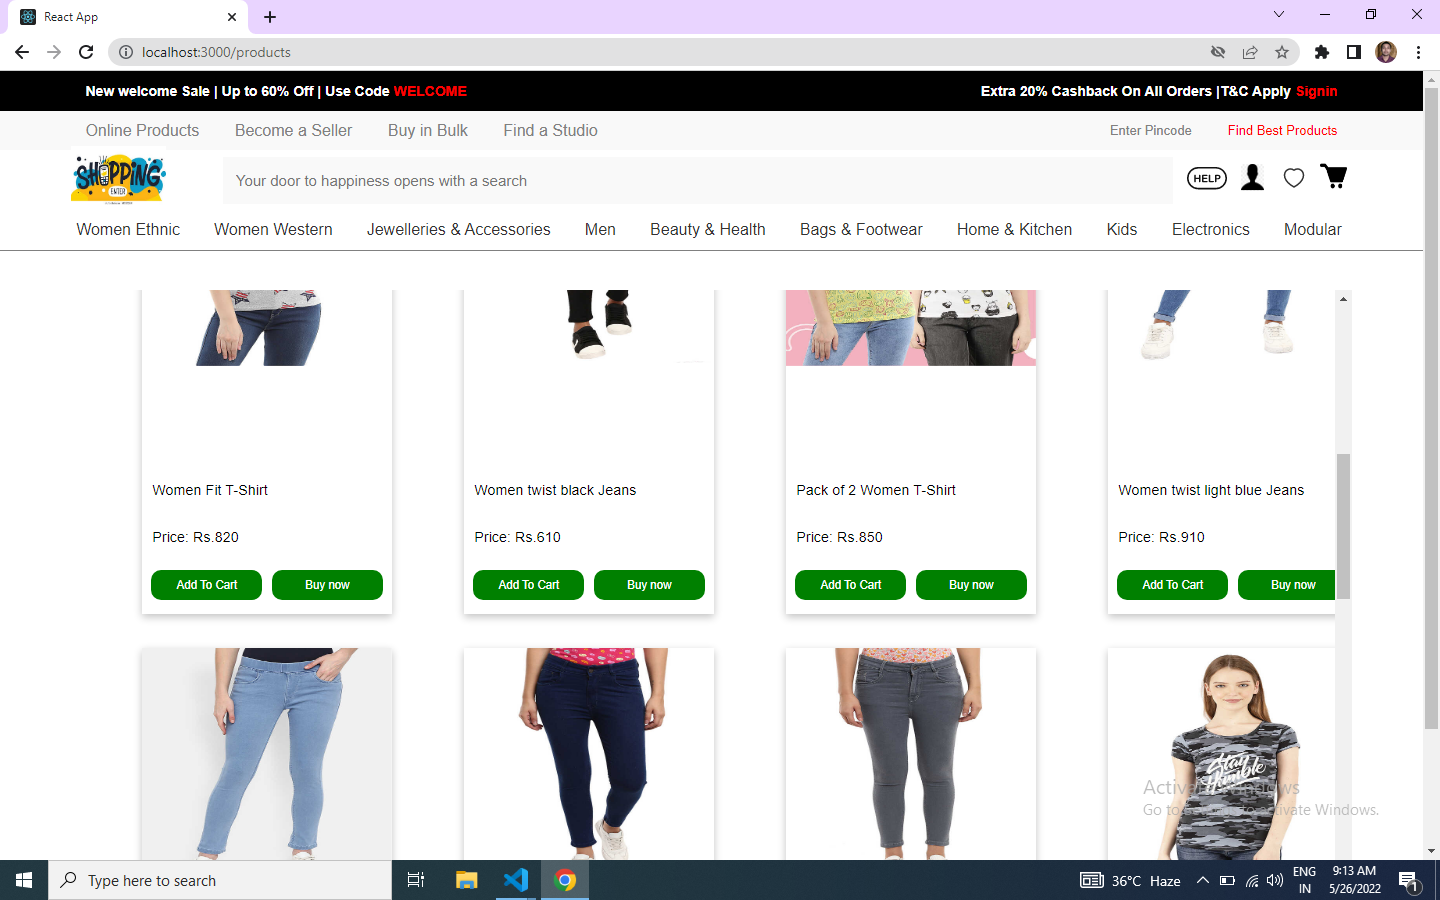 React App
localhost:3000/products
New welcome Sale | Up to 60% Off | Use Code WELCOME
Extra 20% Cashback On All Orders |T&C Apply Signin
Online Products Become a Seller Buy in Bulk Find a Studio
Enter Pincode Find Best Products
SHOPPING
ENTER
Your door to happiness opens with a search
HELP
Women Ethnic Women Western Jewelleries & Accessories Men Beauty & Health Bags & Footwear Home & Kitchen Kids Electronics Modular
Women Fit T-Shirt
Price: Rs.820
Add To Cart Buy now
Women twist black Jeans
Price: Rs.610
Add To Cart Buy now
Pack of 2 Women T-Shirt
Price: Rs.850
Add To Cart Buy now
Women twist light blue Jeans
Price: Rs.910
Add To Cart Buy now
Stay
Humble
Activate Windows
Go to Settings to activate Windows.
Type here to search
36°C Haze
ENG
IN
9:13 AM
5/26/2022
1